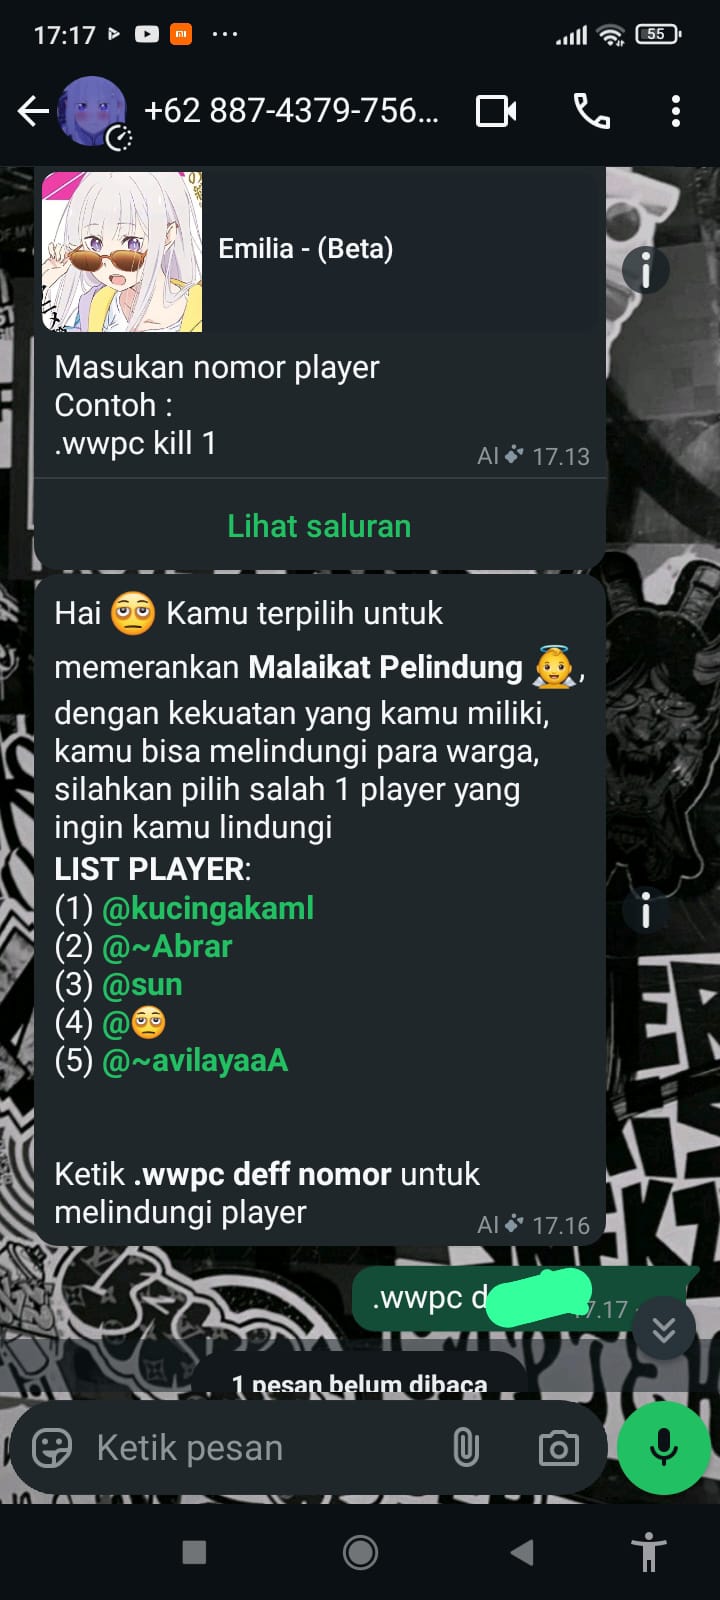 17:17
55
+62 887-4379-756...
Emilia - (Beta)
Masukan nomor player
Contoh :
.wwpc kill 1
AI 17.13
Lihat saluran
Hai 🙄 Kamu terpilih untuk
memerankan Malaikat Pelindung 👼,
dengan kekuatan yang kamu miliki,
kamu bisa melindungi para warga,
silahkan pilih salah 1 player yang
ingin kamu lindungi
LIST PLAYER:
(1) @kucingakaml
(2) @~Abrar
(3) @sun
(4) @🙄
(5) @~avilayaaA
Ketik .wwpc deff nomor untuk
melindungi player
AI 17.16
.wwpc d
7.17
1 pesan belum dibaca
Ketik pesan